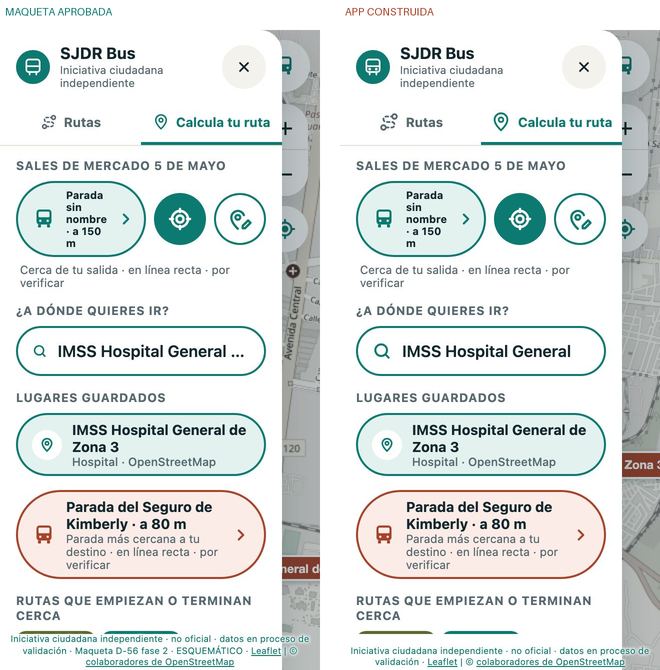 MAQUETA APROBADA
SJDR Bus
Iniciativa ciudadana
independiente
Rutas
Calcula tu ruta
SALES DE MERCADO 5 DE MAYO
Parada
sin
nombre
· a 150
m
Cerca de tu salida · en línea recta · por
verificar
¿A DÓNDE QUIERES IR?
IMSS Hospital General ...
LUGARES GUARDADOS
IMSS Hospital General de
Zona 3
Hospital · OpenStreetMap
Parada del Seguro de
Kimberly · a 80 m
Parada más cercana a tu
destino · en línea recta · por
verificar
RUTAS QUE EMPIEZAN O TERMINAN
CERCA
Iniciativa ciudadana independiente · no oficial · datos en proceso de
validación · Maqueta D-56 fase 2 · ESQUEMÁTICO · Leaflet | ©
colaboradores de OpenStreetMap
Avenida Central
120
APP CONSTRUIDA
SJDR Bus
Iniciativa ciudadana
independiente
Rutas
Calcula tu ruta
SALES DE MERCADO 5 DE MAYO
Parada
sin
nombre
· a 150
m
Cerca de tu salida · en línea recta · por
verificar
¿A DÓNDE QUIERES IR?
IMSS Hospital General
LUGARES GUARDADOS
IMSS Hospital General de
Zona 3
Hospital · OpenStreetMap
Parada del Seguro de
Kimberly · a 80 m
Parada más cercana a tu
destino · en línea recta · por
verificar
RUTAS QUE EMPIEZAN O TERMINAN
CERCA
Iniciativa ciudadana independiente · no oficial · datos en proceso de
validación · Leaflet | © colaboradores de OpenStreetMap
Zona 3